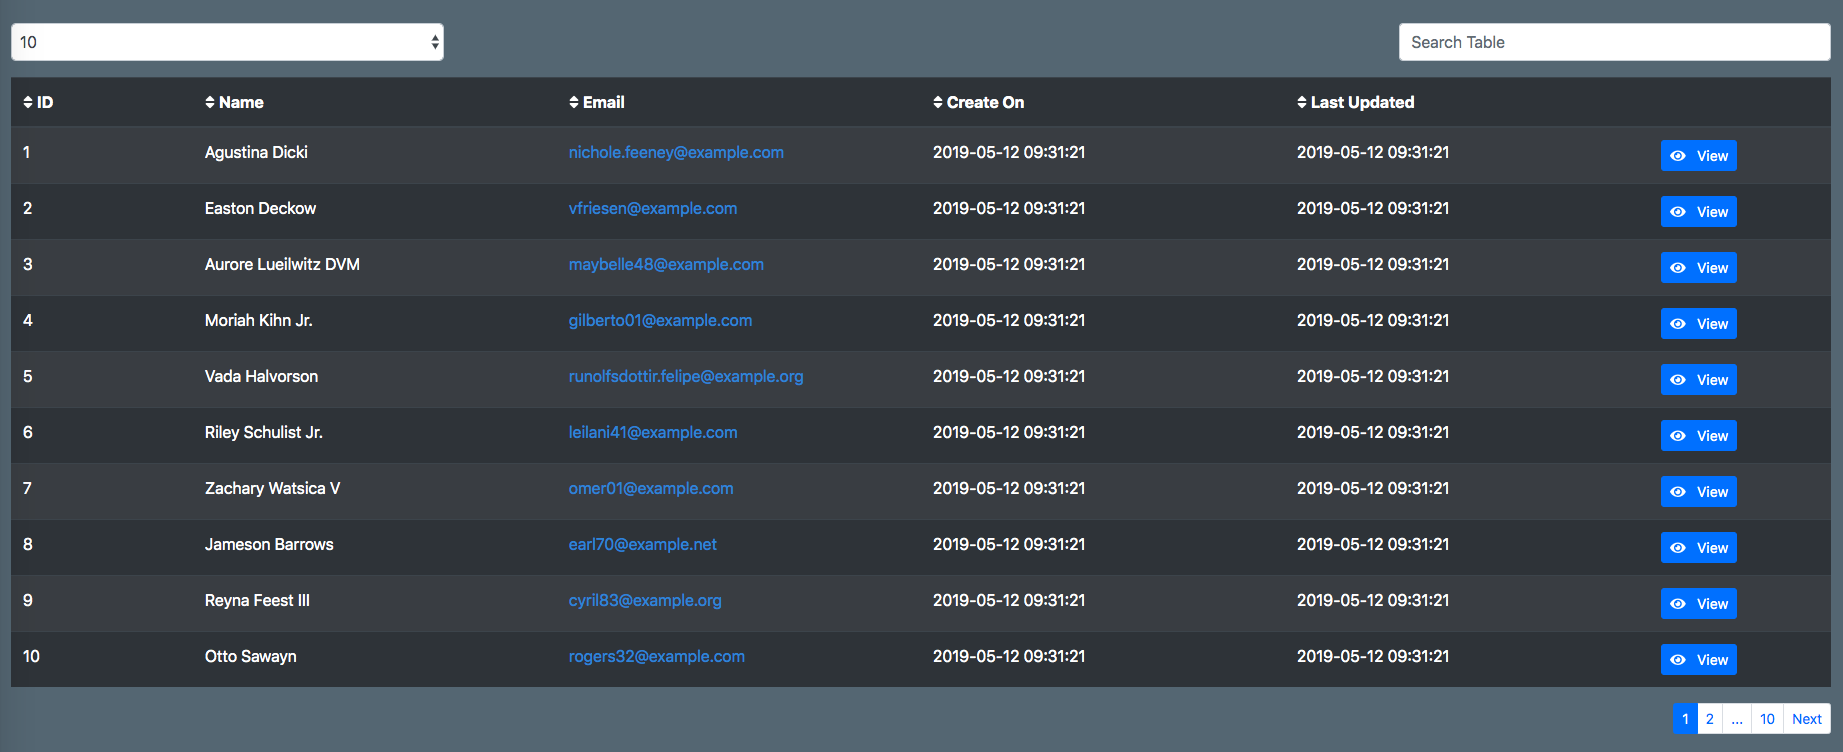 10 Search Table
ID Name Email Create On Last Updated
1 Agustina Dicki nichole.feeney@example.com 2019-05-12 09:31:21 2019-05-12 09:31:21 View
2 Easton Deckow vfriesen@example.com 2019-05-12 09:31:21 2019-05-12 09:31:21 View
3 Aurore Lueilwitz DVM maybelle48@example.com 2019-05-12 09:31:21 2019-05-12 09:31:21 View
4 Moriah Kihn Jr. gilberto01@example.com 2019-05-12 09:31:21 2019-05-12 09:31:21 View
5 Vada Halvorson runolfsdottir.felipe@example.org 2019-05-12 09:31:21 2019-05-12 09:31:21 View
6 Riley Schulist Jr. leilani41@example.com 2019-05-12 09:31:21 2019-05-12 09:31:21 View
7 Zachary Watsica V omer01@example.com 2019-05-12 09:31:21 2019-05-12 09:31:21 View
8 Jameson Barrows earl70@example.net 2019-05-12 09:31:21 2019-05-12 09:31:21 View
9 Reyna Feest III cyril83@example.org 2019-05-12 09:31:21 2019-05-12 09:31:21 View
10 Otto Sawayn rogers32@example.com 2019-05-12 09:31:21 2019-05-12 09:31:21 View
1 2 ... 10 Next